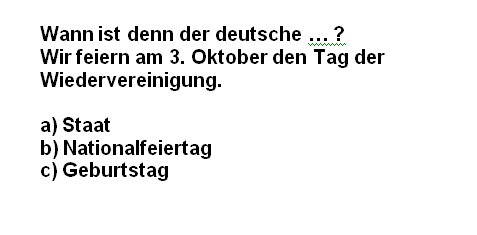 Wann ist denn der deutsche … ?
Wir feiern am 3. Oktober den Tag der
Wiedervereinigung.
a) Staat
b) Nationalfeiertag
c) Geburtstag